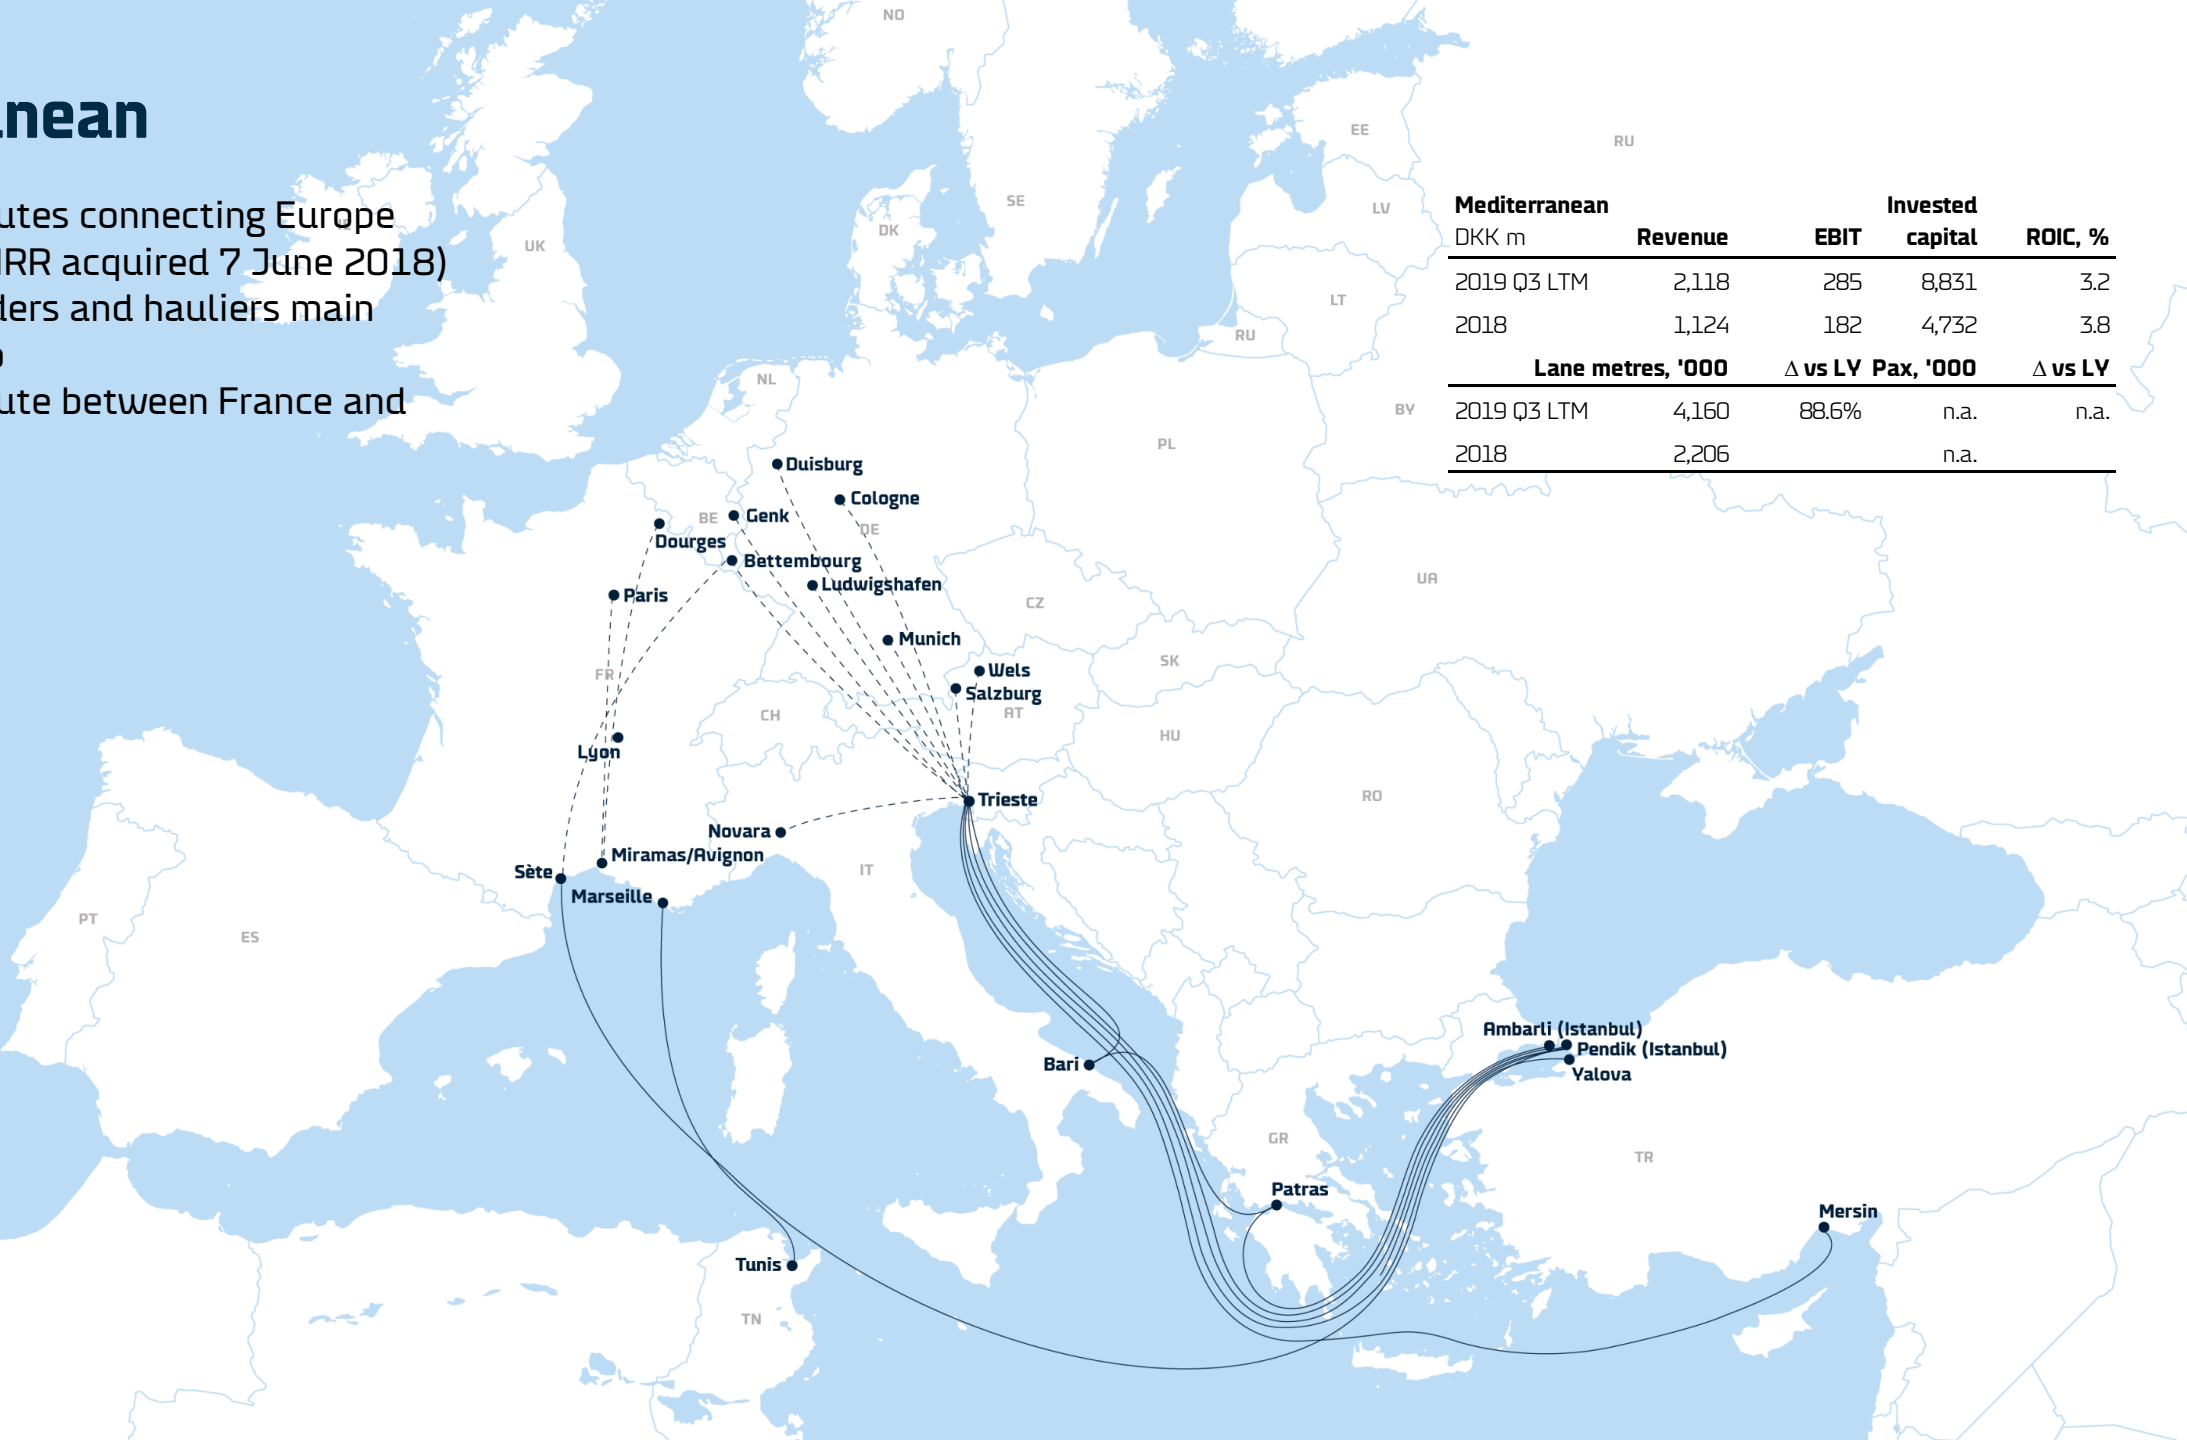 nean
utes connecting Europe
RR acquired 7 June 2018)
ders and hauliers main
ute between France and
Mediterranean Invested
DKK m Revenue EBIT capital ROIC, %
2019 Q3 LTM 2,118 285 8,831 3.2
2018 1,124 182 4,732 3.8
Lane metres, '000 Δ vs LY Pax, '000 Δ vs LY
2019 Q3 LTM 4,160 88.6% n.a. n.a.
2018 2,206 n.a.
NO
EE
RU
SE
LV
IE
DK
UK
LT
RU
NL
BY
PL
Duisburg
Cologne
BE
Genk
DE
Dourges
Bettembourg
UA
Ludwigshafen
Paris
CZ
Munich
SK
Wels
FR
Salzburg
CH
AT
HU
Lyon
RO
Trieste
Novara
Miramas/Avignon
Sète
IT
Marseille
PT
ES
Ambarli (Istanbul)
Pendik (Istanbul)
Bari
Yalova
GR
TR
Patras
Mersin
Tunis
TN